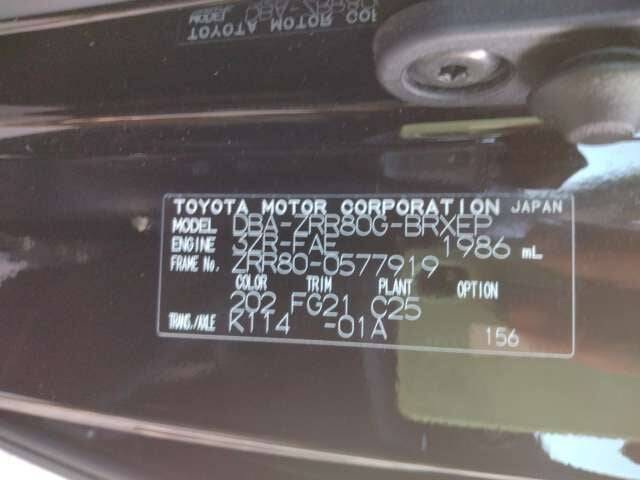 TOYOTA MOTOR CORPORATION JAPAN
MODEL DBA-ZRR80G-BRXEP
ENGINE 3ZR-FAE 1986 mL
FRAME No. ZRR80-0577919
COLOR TRIM PLANT OPTION
202 FG21 C25
TRANS./AXLE K114 -01A 156